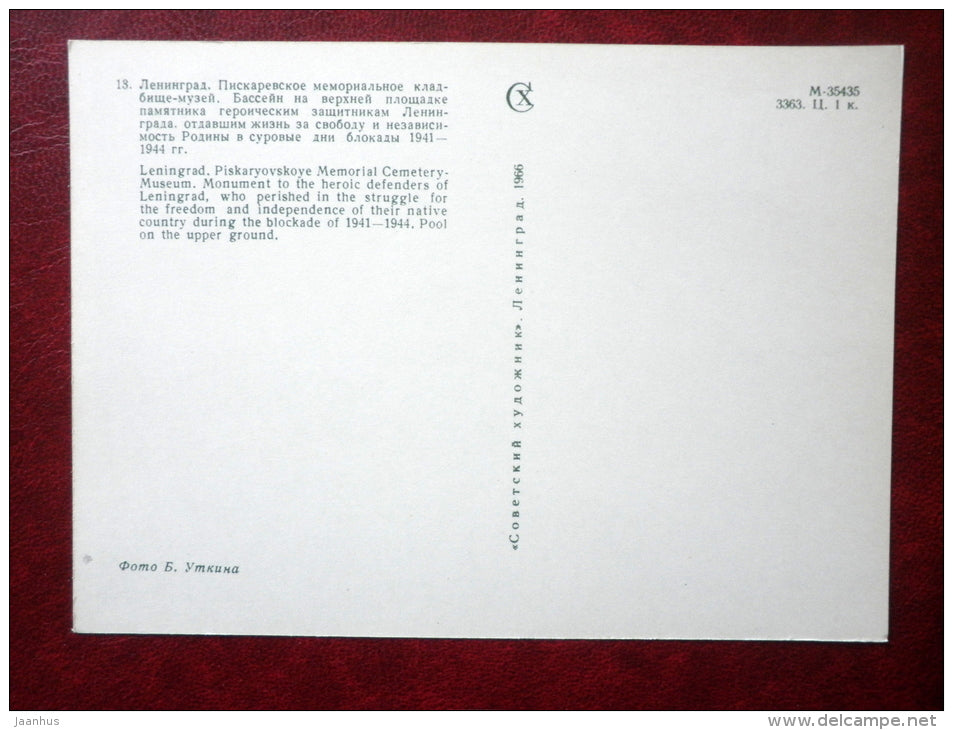 13. Ленинград. Пискаревское мемориальное клад-
бище-музей. Бассейн на верхней площадке
памятника героическим защитникам Ленин-
града, отдавшим жизнь за свободу и независи-
мость Родины в суровые дни блокады 1941—
1944 гг.
Leningrad. Piskaryovskoye Memorial Cemetery-
Museum. Monument to the heroic defenders of
Leningrad, who perished in the struggle for
the freedom and independence of their native
country during the blockade of 1941—1944. Pool
on the upper ground.
Фото Б. Уткина
«Советский художник». Ленинград. 1966
СХ
М-35435
3363. Ц. 1 к.
jaanhus
www.delcampe.net